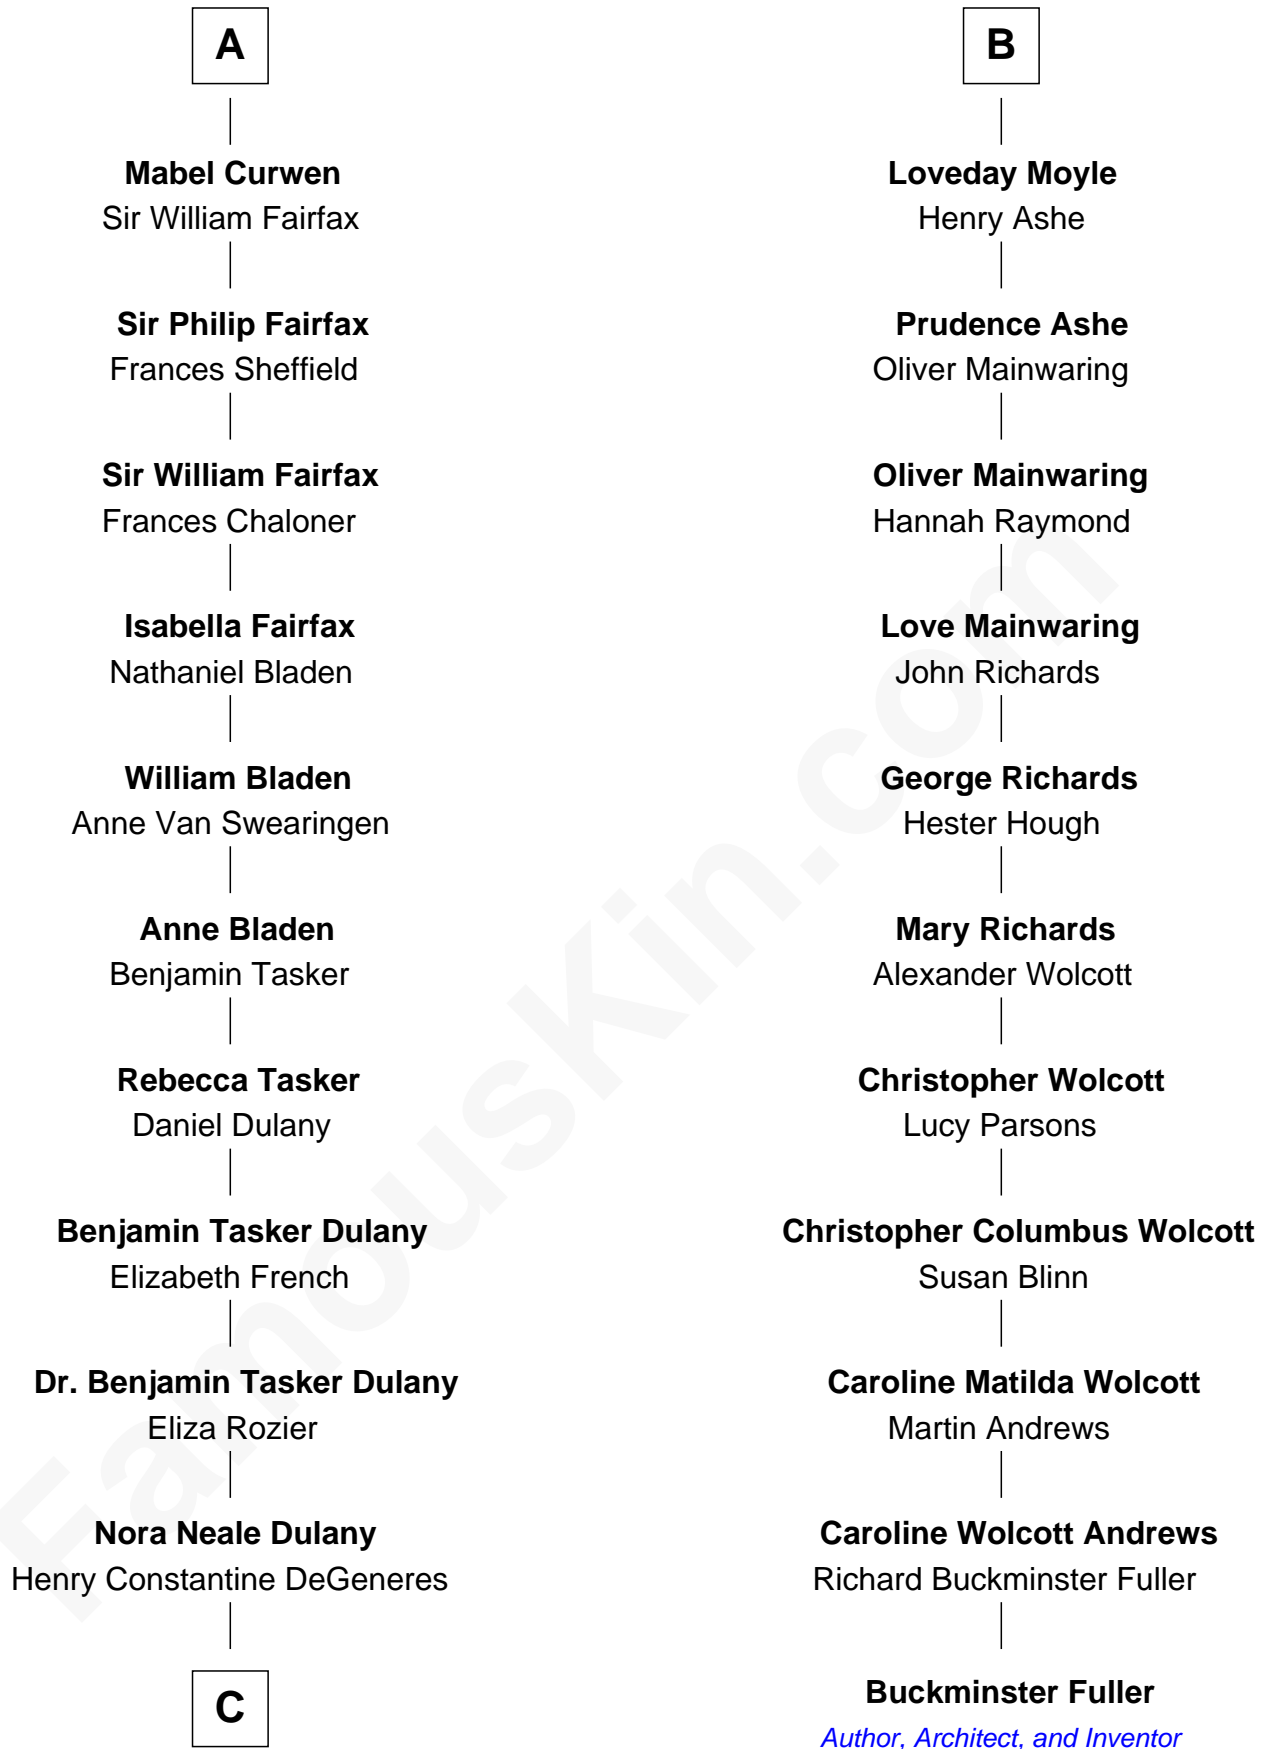 A
Mabel Curwen
Sir William Fairfax
Sir Philip Fairfax
Frances Sheffield
Sir William Fairfax
Frances Chaloner
Isabella Fairfax
Nathaniel Bladen
William Bladen
Anne Van Swearingen
Anne Bladen
Benjamin Tasker
Rebecca Tasker
Daniel Dulany
Benjamin Tasker Dulany
Elizabeth French
Dr. Benjamin Tasker Dulany
Eliza Rozier
Nora Neale Dulany
Henry Constantine DeGeneres
C
B
Loveday Moyle
Henry Ashe
Prudence Ashe
Oliver Mainwaring
Oliver Mainwaring
Hannah Raymond
Love Mainwaring
John Richards
George Richards
Hester Hough
Mary Richards
Alexander Wolcott
Christopher Wolcott
Lucy Parsons
Christopher Columbus Wolcott
Susan Blinn
Caroline Matilda Wolcott
Martin Andrews
Caroline Wolcott Andrews
Richard Buckminster Fuller
Buckminster Fuller
Author, Architect, and Inventor
FamousKin.com